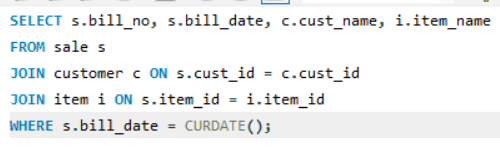 SELECT s.bill_no, s.bill_date, c.cust_name, i.item_name
FROM sale s
JOIN customer c ON s.cust_id = c.cust_id
JOIN item i ON s.item_id = i.item_id
WHERE s.bill_date = CURDATE();